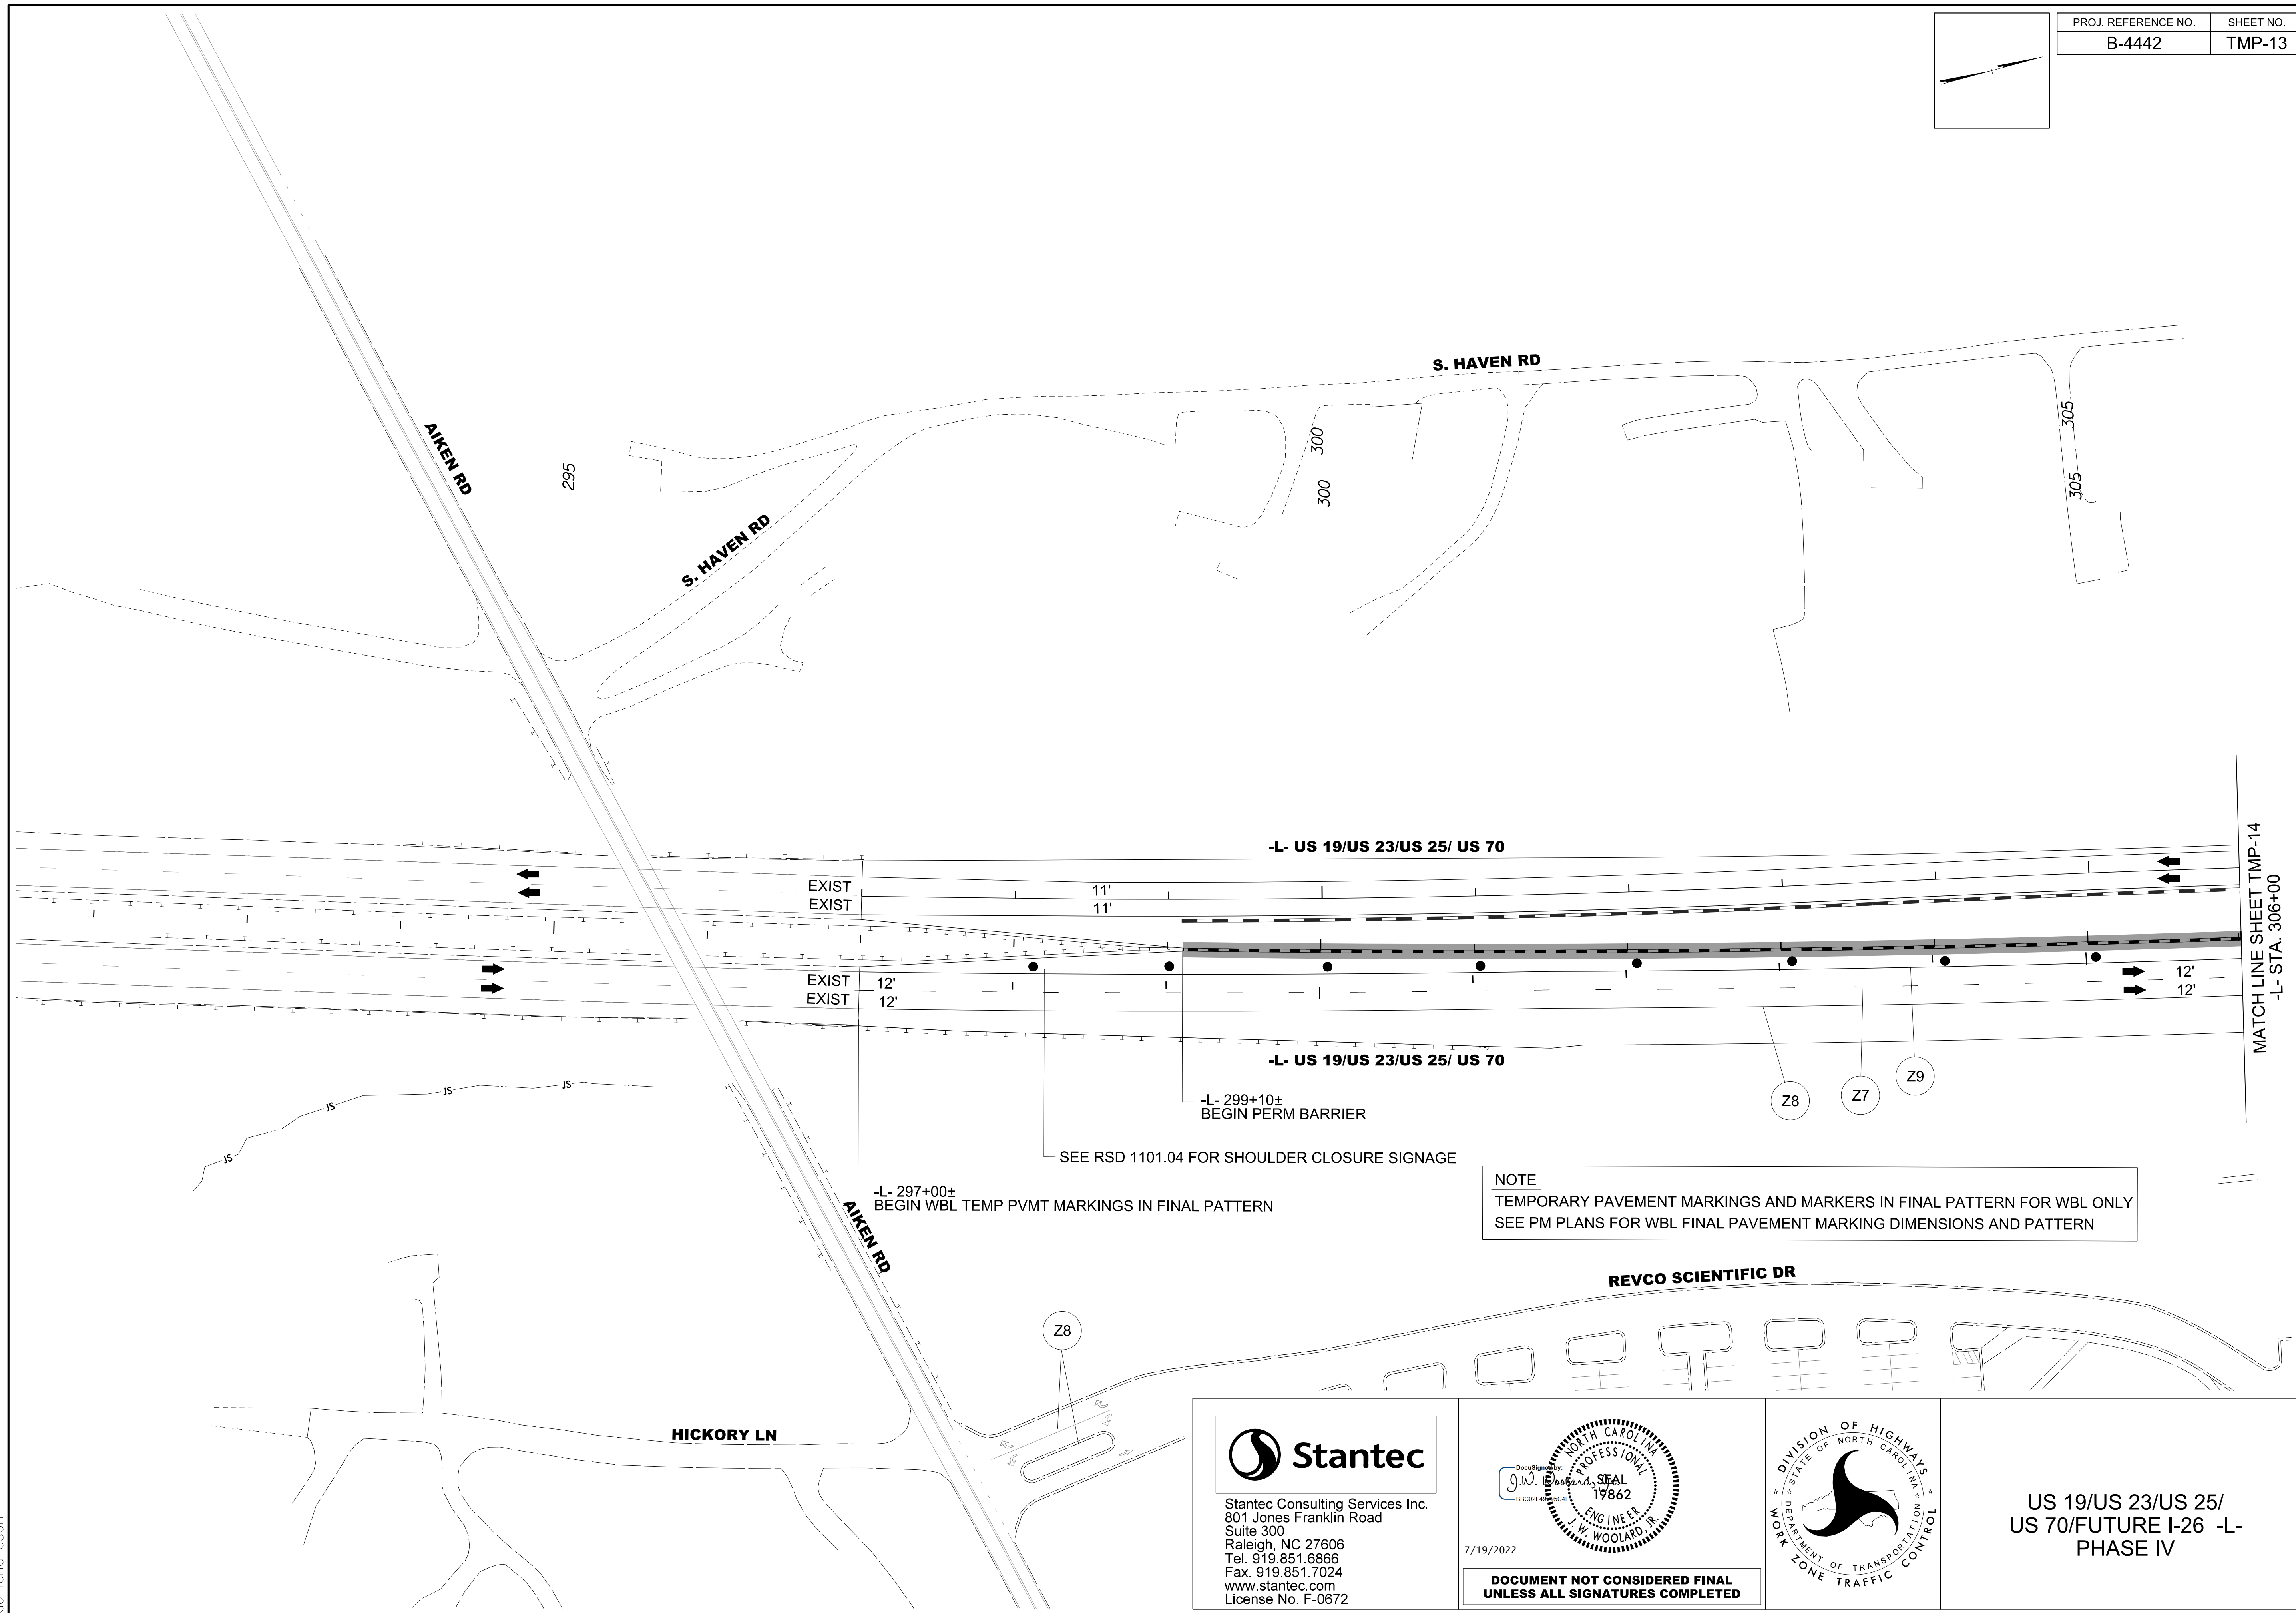 PROJ. REFERENCE NO.
SHEET NO.
B-4442
TMP-13
S. HAVEN RD
AIKEN RD
295
300
300
305
305
S. HAVEN RD
-L- US 19/US 23/US 25/ US 70
EXIST
11'
EXIST
11'
MATCH LINE SHEET TMP-14
-L- STA. 306+00
EXIST
12'
EXIST
12'
12'
12'
-L- US 19/US 23/US 25/ US 70
Z8
Z7
Z9
-L- 299+10±
BEGIN PERM BARRIER
SEE RSD 1101.04 FOR SHOULDER CLOSURE SIGNAGE
-L- 297+00±
BEGIN WBL TEMP PVMT MARKINGS IN FINAL PATTERN
JS
JS
JS
JS
NOTE
TEMPORARY PAVEMENT MARKINGS AND MARKERS IN FINAL PATTERN FOR WBL ONLY
SEE PM PLANS FOR WBL FINAL PAVEMENT MARKING DIMENSIONS AND PATTERN
AIKEN RD
REVCO SCIENTIFIC DR
Z8
HICKORY LN
Stantec
Stantec Consulting Services Inc.
801 Jones Franklin Road
Suite 300
Raleigh, NC 27606
Tel. 919.851.6866
Fax. 919.851.7024
www.stantec.com
License No. F-0672
DocuSigned by:
J.W. Woolard, Jr.
NORTH CAROLINA
PROFESSIONAL
SEAL
19862
ENGINEER
J. W. WOOLARD, JR.
7/19/2022
DOCUMENT NOT CONSIDERED FINAL
UNLESS ALL SIGNATURES COMPLETED
DIVISION OF HIGHWAYS
STATE OF NORTH CAROLINA
DEPARTMENT OF TRANSPORTATION
WORK ZONE TRAFFIC CONTROL
US 19/US 23/US 25/
US 70/FUTURE I-26 -L-
PHASE IV